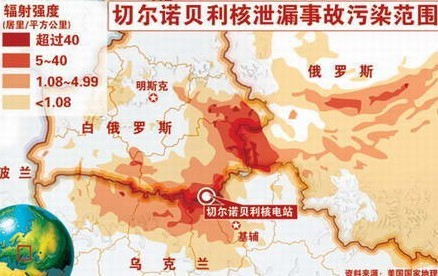 切尔诺贝利核泄漏事故污染范围
辐射强度
(居里/平方公里)
超过40
5~40
1.08~4.99
<1.08
俄罗斯
明斯克
白俄罗斯
波兰
切尔诺贝利核电站
基辅
乌克兰
资料来源：美国国家地理